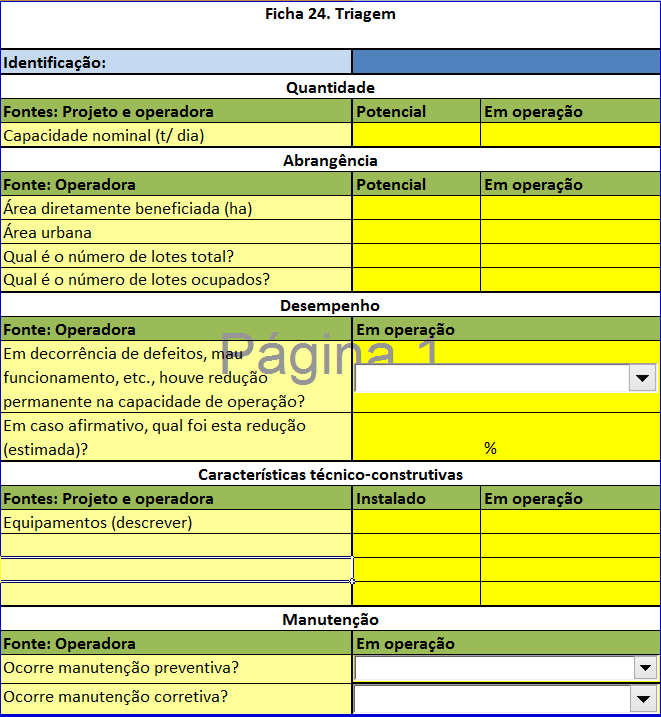 Ficha 24. Triagem
Identificação:
Quantidade
Fontes: Projeto e operadora Potencial Em operação
Capacidade nominal (t/ dia)
Abrangência
Fonte: Operadora Potencial Em operação
Área diretamente beneficiada (ha)
Área urbana
Qual é o número de lotes total?
Qual é o número de lotes ocupados?
Desempenho
Fonte: Operadora Em operação
Página 1
Em decorrência de defeitos, mau
funcionamento, etc., houve redução
permanente na capacidade de operação?
Em caso afirmativo, qual foi esta redução
(estimada)? %
Características técnico-construtivas
Fontes: Projeto e operadora Instalado Em operação
Equipamentos (descrever)
Manutenção
Fonte: Operadora Em operação
Ocorre manutenção preventiva?
Ocorre manutenção corretiva?